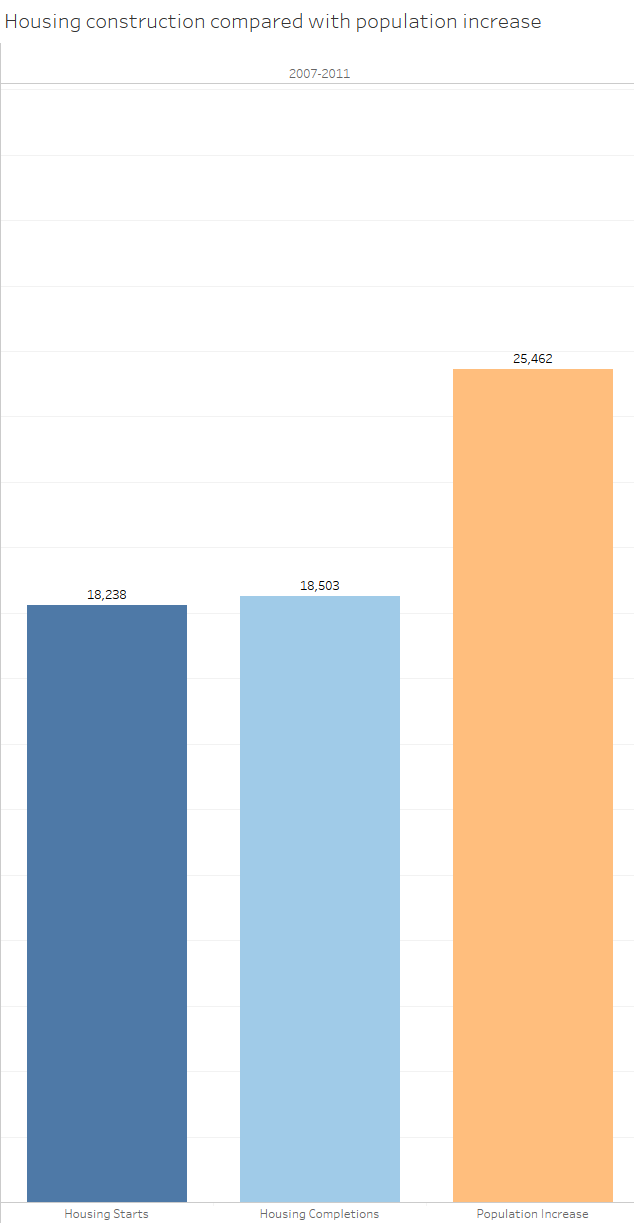 Housing construction compared with population increase
2007-2011
25,462
18,503
18,238
Housing Starts
Housing Completions
Population Increase